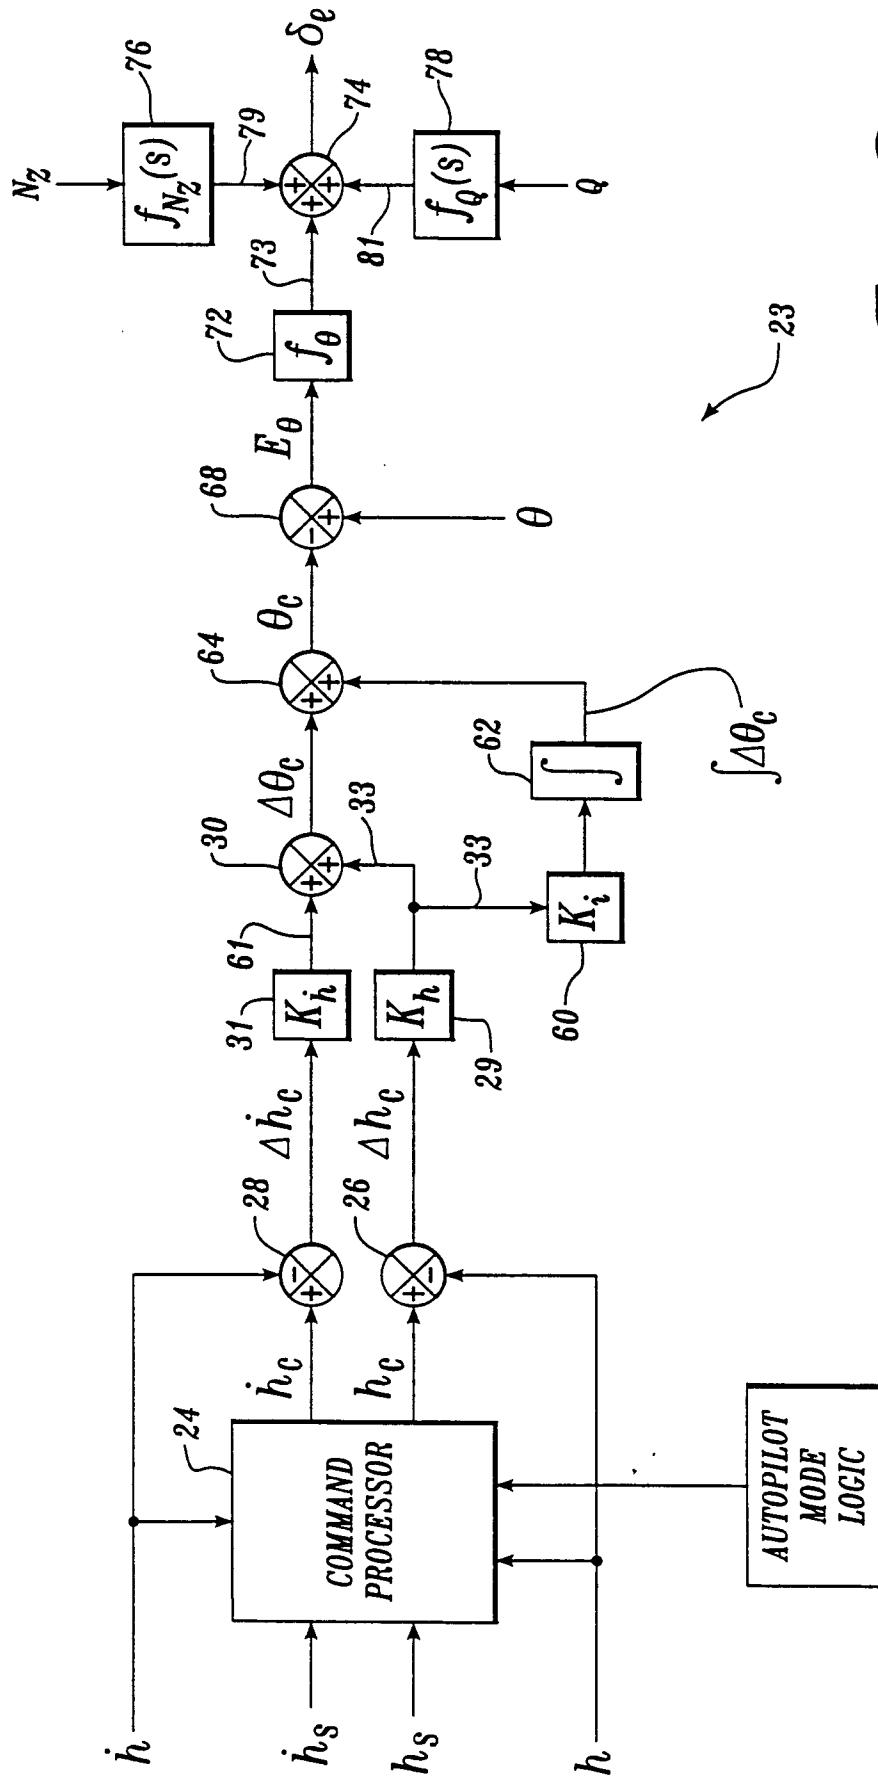 ḣ
ḣs
hs
h
24
COMMAND
PROCESSOR
AUTOPILOT
MODE
LOGIC
ḣc
hc
28
26
Δḣc
Δhc
+ -
+ -
31
Kḣ
Kh
29
61
30
33
33
+ +
Ki
60
Δθc
62
∫
∫Δθc
64
+ +
θc
68
- +
θ
Eθ
72
fθ
73
Nz
76
fNz(s)
79
74
+ + +
δe
81
78
fQ(s)
Q
23